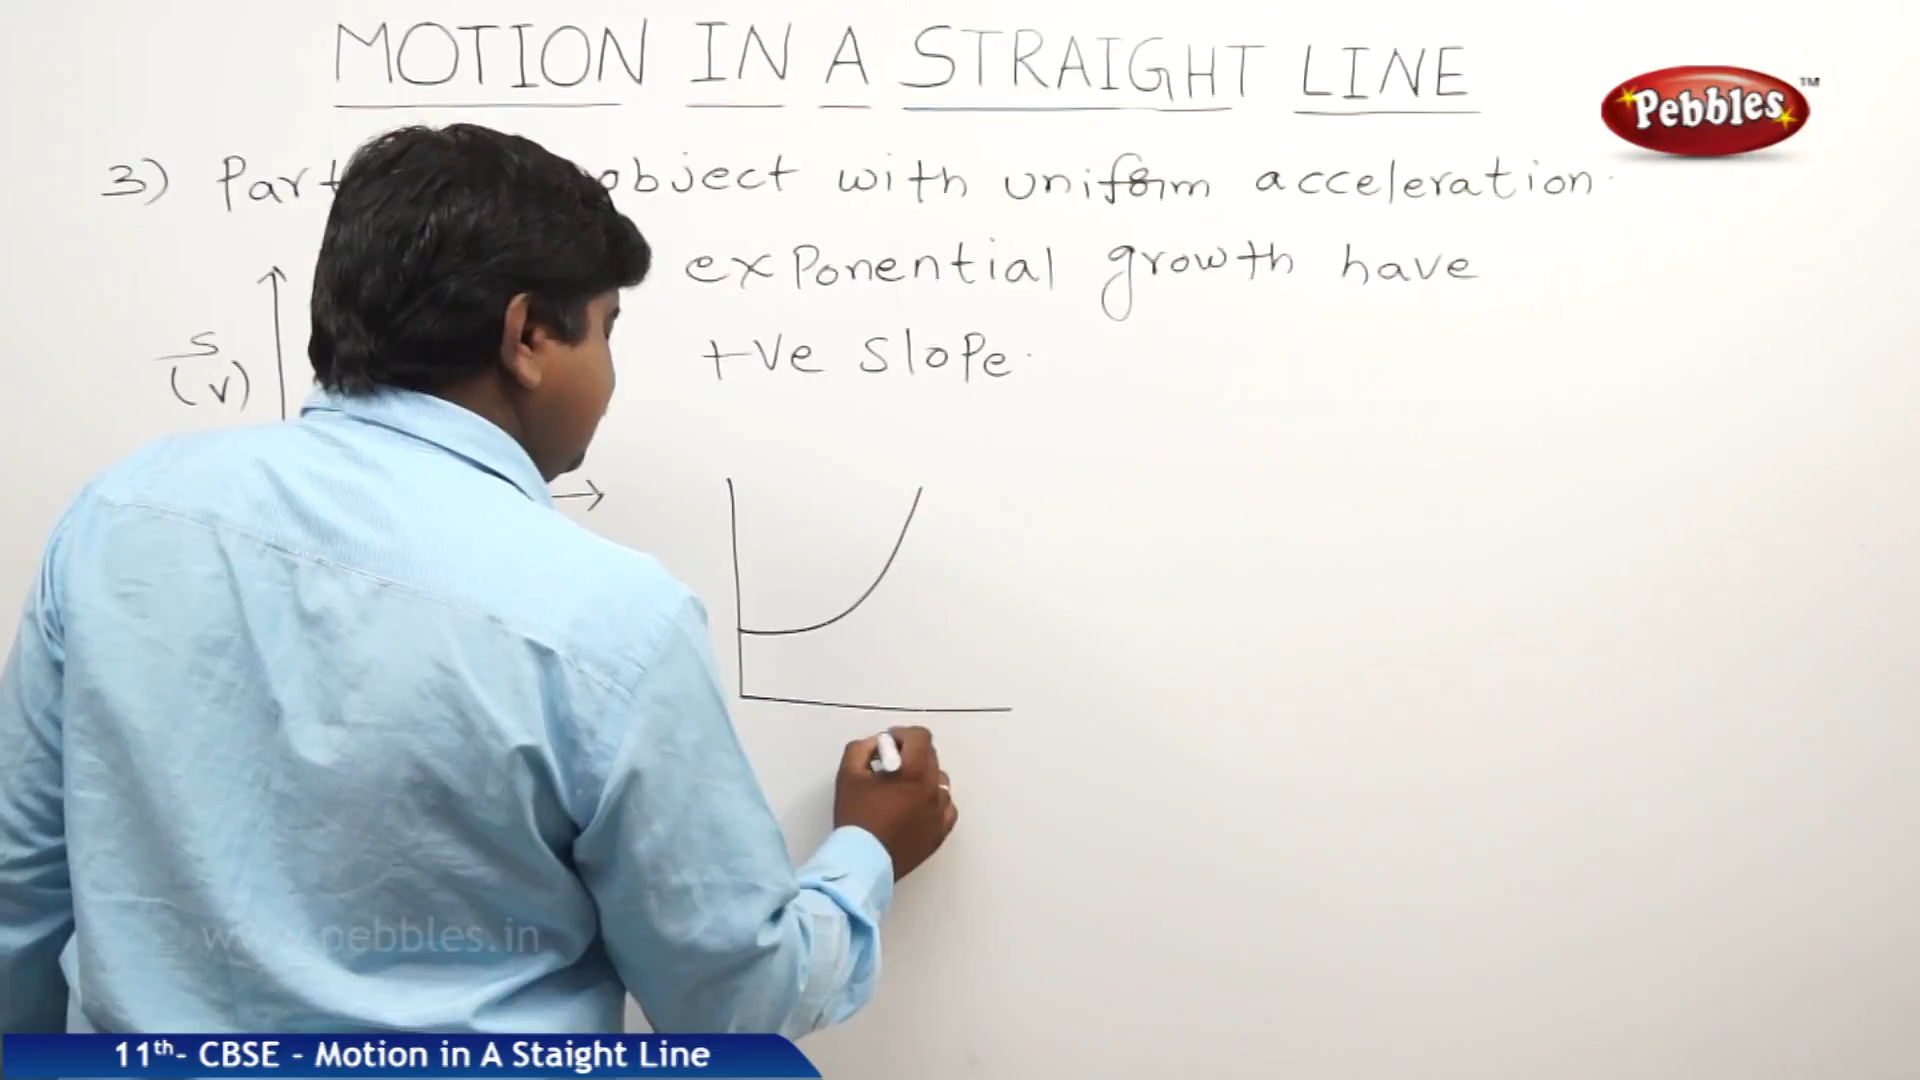 MOTION IN A STRAIGHT LINE
Pebbles™
3) Part object with uniform acceleration.
exponential growth have
+ve slope.
s
(v)
www.pebbles.in
11th- CBSE - Motion in A Staight Line